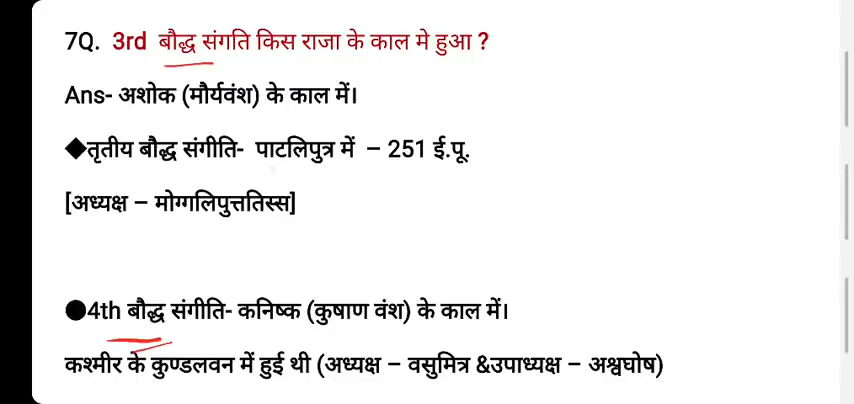 7Q. 3rd बौद्ध संगति किस राजा के काल मे हुआ ?
Ans- अशोक (मौर्यवंश) के काल में।
◆तृतीय बौद्ध संगीति- पाटलिपुत्र में – 251 ई.पू.
[अध्यक्ष – मोग्गलिपुत्ततिस्स]
●4th बौद्ध संगीति- कनिष्क (कुषाण वंश) के काल में।
कश्मीर के कुण्डलवन में हुई थी (अध्यक्ष – वसुमित्र &उपाध्यक्ष – अश्वघोष)